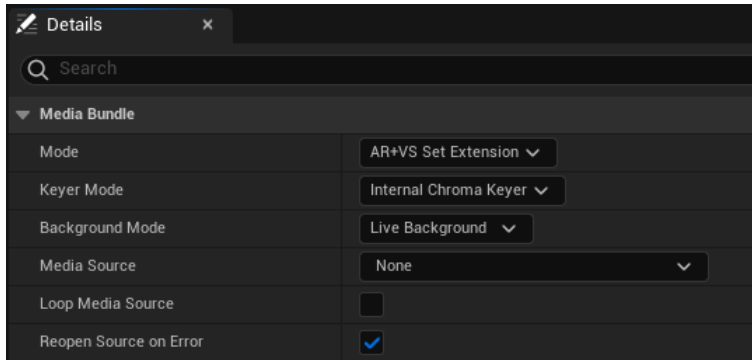 Details
Search
Media Bundle
Mode AR+VS Set Extension
Keyer Mode Internal Chroma Keyer
Background Mode Live Background
Media Source None
Loop Media Source
Reopen Source on Error